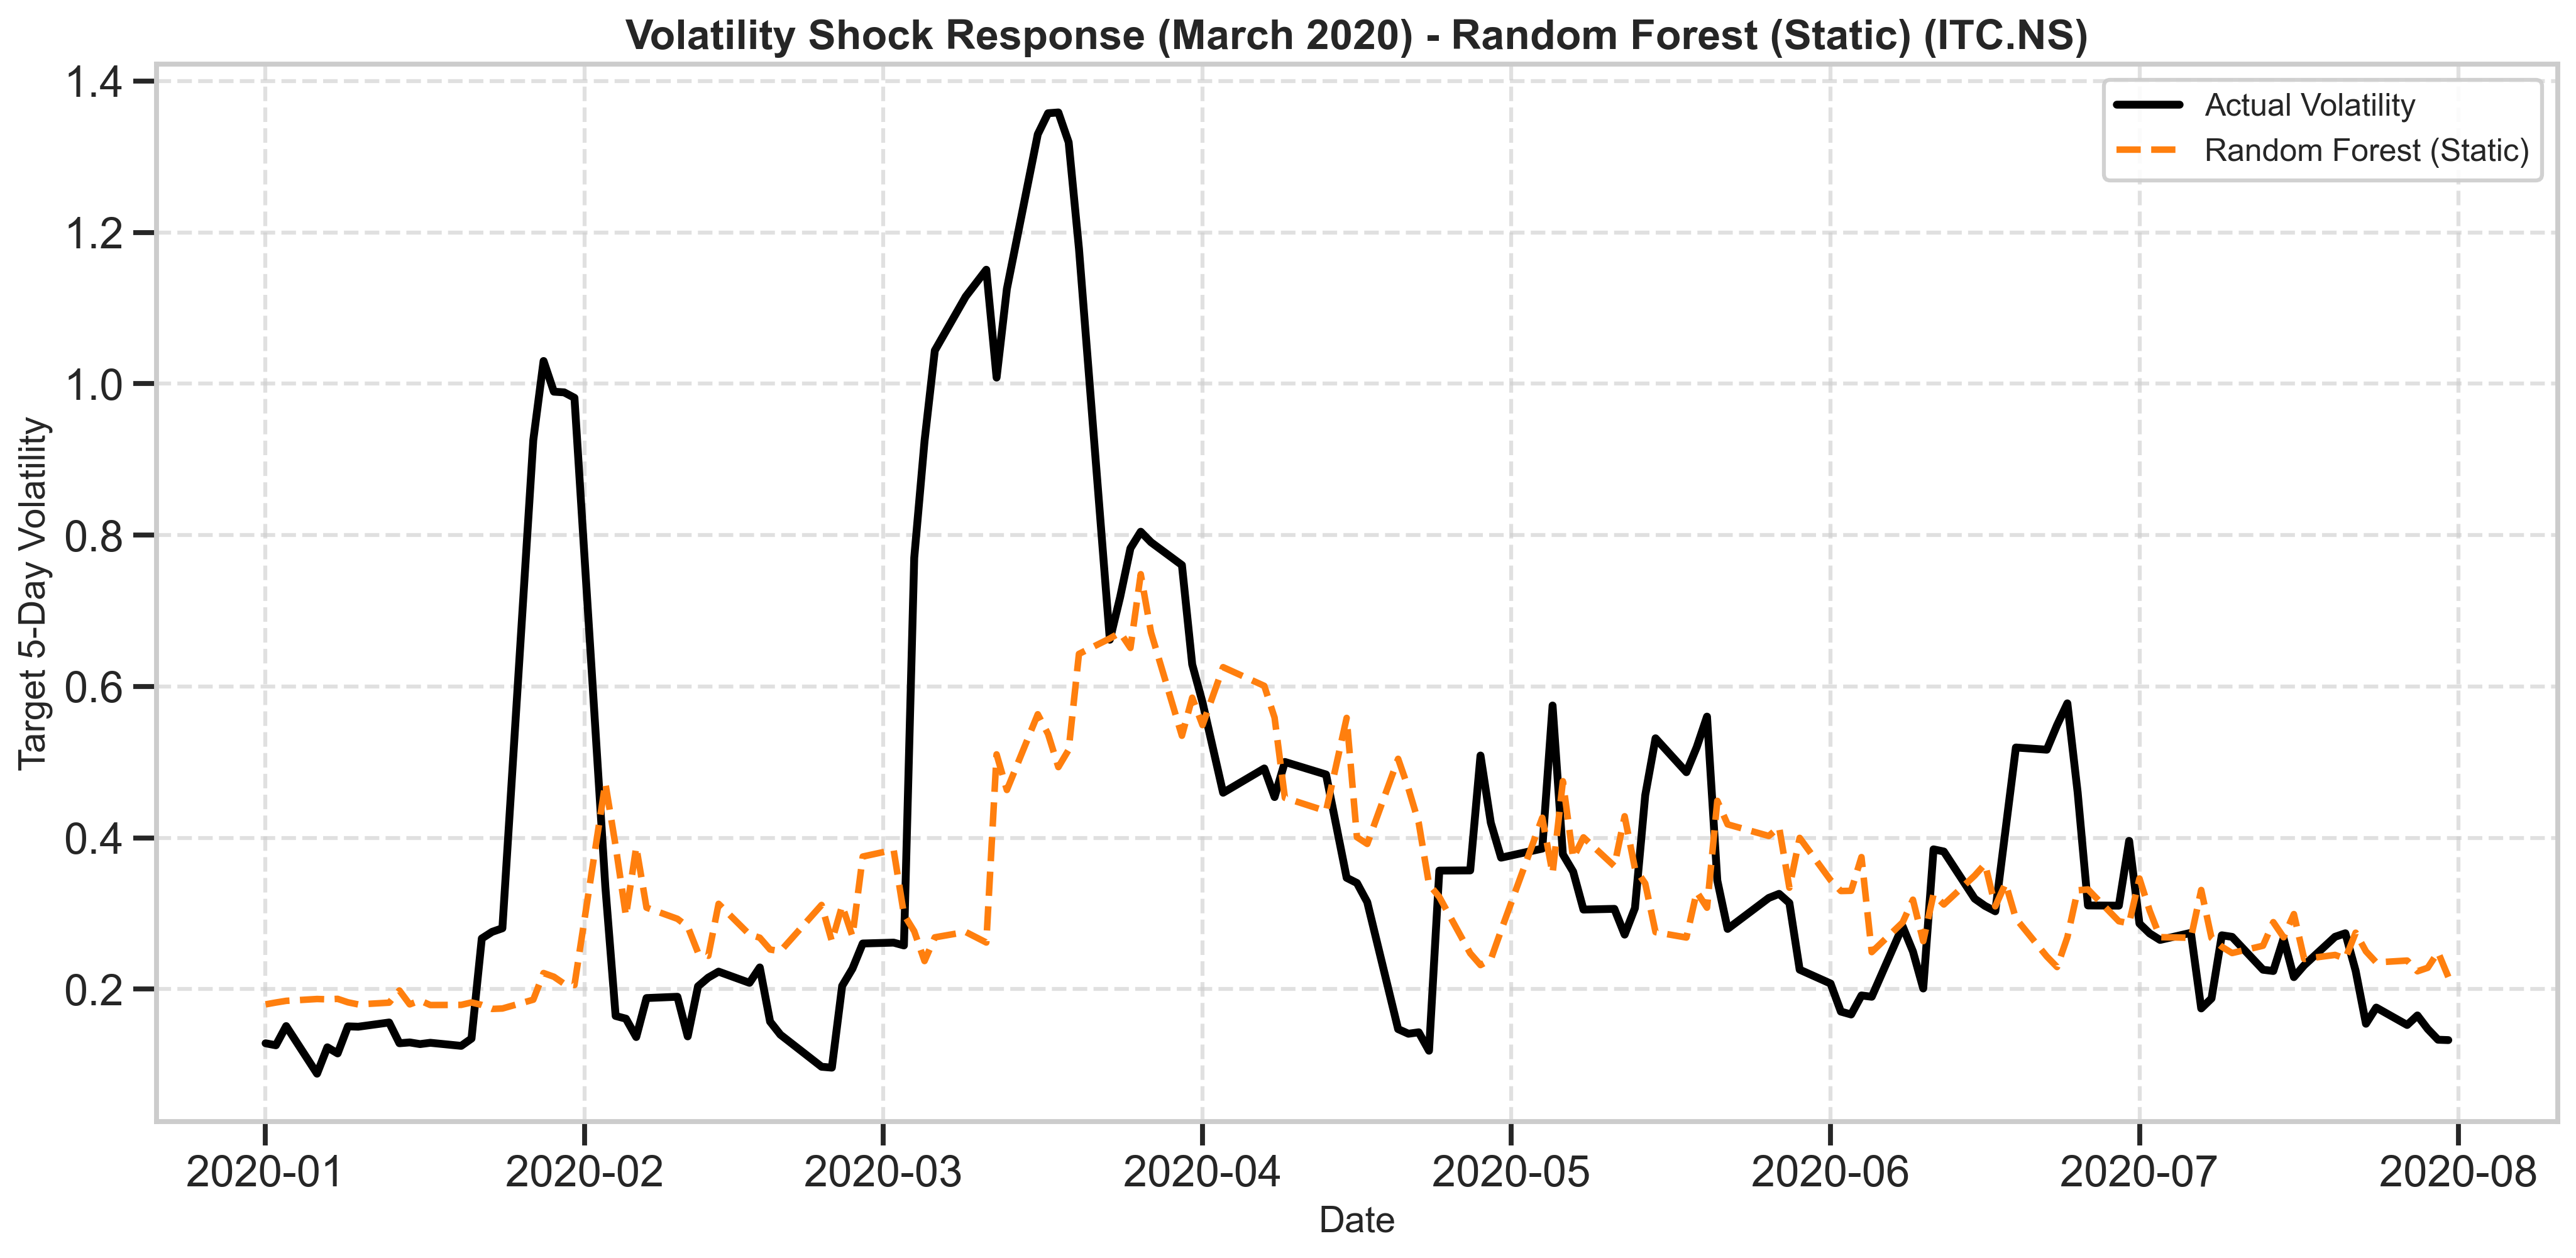 Volatility Shock Response (March 2020) - Random Forest (Static) (ITC.NS)
Actual Volatility
Random Forest (Static)
Target 5-Day Volatility
1.4
1.2
1.0
0.8
0.6
0.4
0.2
2020-01 2020-02 2020-03 2020-04 2020-05 2020-06 2020-07 2020-08
Date